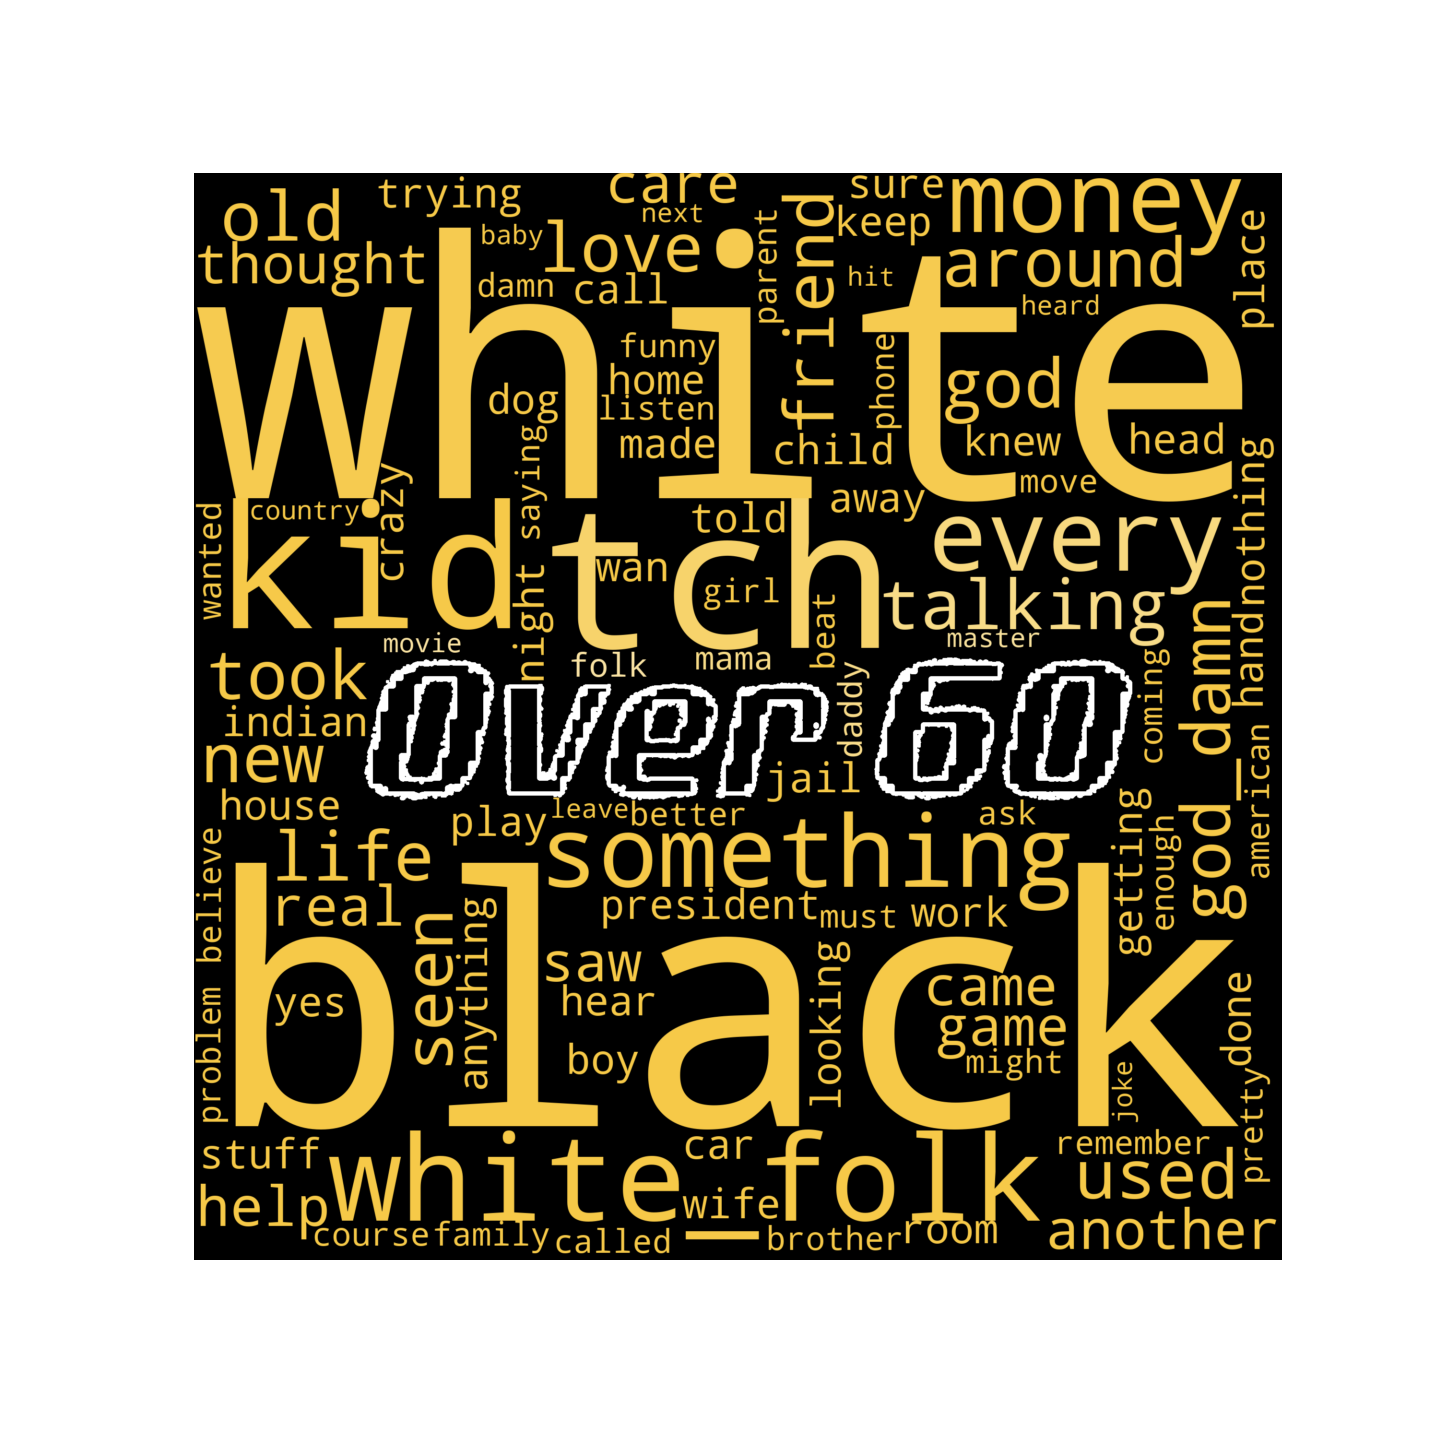 old
trying
care
sure
money
next
keep
thought
baby
love
parent
friend
around
place
damn
call
hit
heard
white
funny
phone
home
god
dog
listen
made
child
knew
head
saying
move
crazy
away
country
wanted
kid
tch
told
every
handnothing
wan
girl
talking
night
beat
master
movie
folk
mama
took
daddy
coming
god_damn
Over 60
indian
new
jail
american
house
play
leave
better
ask
getting
enough
life
something
believe
real
president
must
work
seen
anything
black
saw
looking
came
yes
hear
game
done
boy
might
problem
joke
pretty
stuff
white_folk
car
remember
used
help
wife
course
family
called
brother
room
another